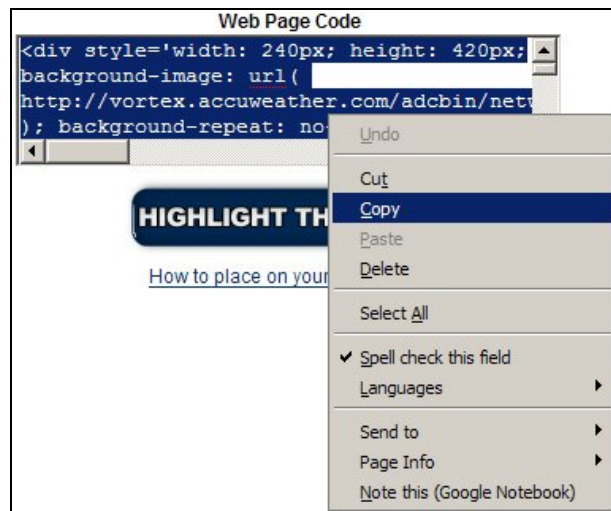 Web Page Code
<div style='width: 240px; height: 420px;
background-image: url(
http://vortex.accuweather.com/adcbin/netw
); background-repeat: no-
HIGHLIGHT TH
How to place on your
Undo
Cut
Copy
Paste
Delete
Select All
Spell check this field
Languages
Send to
Page Info
Note this (Google Notebook)